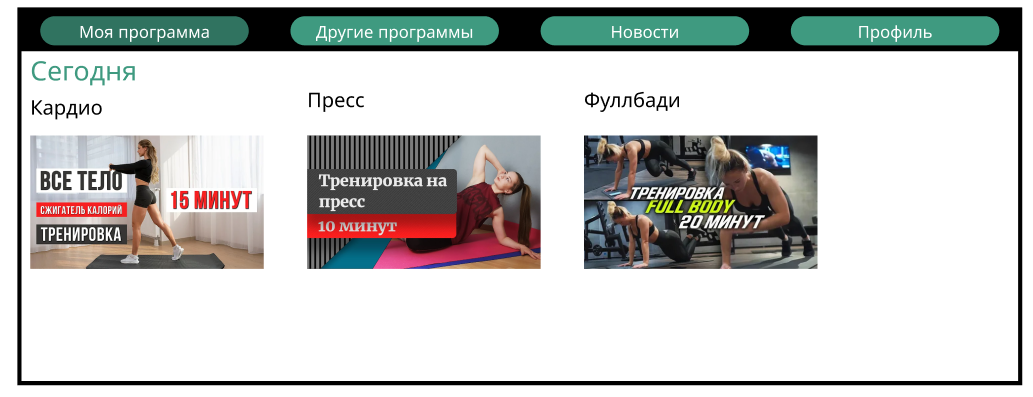 Моя программа
Другие программы
Новости
Профиль
Сегодня
Кардио
Пресс
Фуллбади
ВСЕ ТЕЛО
СЖИГАТЕЛЬ КАЛОРИЙ
ТРЕНИРОВКА
15 МИНУТ
Тренировка на
пресс
10 минут
ТРЕНИРОВКА
FULL BODY
20 МИНУТ